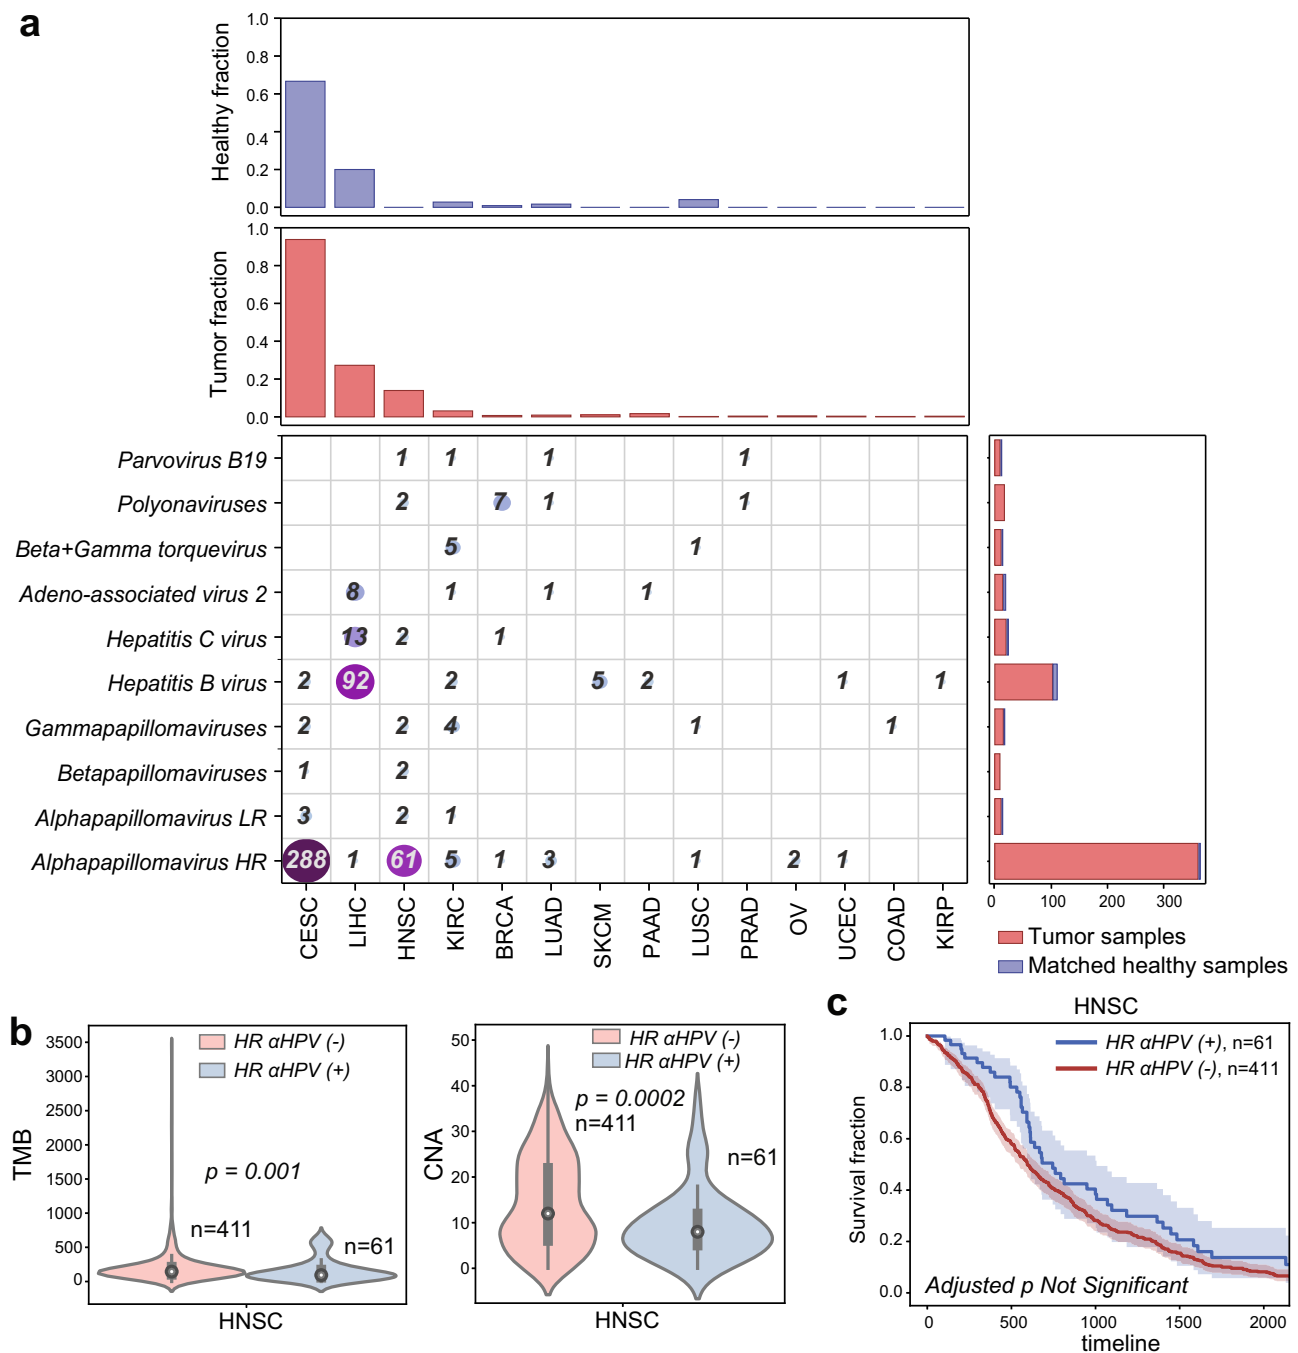 a
Healthy fraction
1.0
0.8
0.6
0.4
0.2
0.0
Tumor fraction
1.0
0.8
0.6
0.4
0.2
0.0
Parvovirus B19 1 1 1 1
Polyonaviruses 2 7 1 1
Beta+Gamma torquevirus 5 1
Adeno-associated virus 2 8 1 1 1
Hepatitis C virus 13 2 1
Hepatitis B virus 2 92 2 5 2 1 1
Gammapapillomaviruses 2 2 4 1 1
Betapapillomaviruses 1 2
Alphapapillomavirus LR 3 2 1
Alphapapillomavirus HR 288 1 61 5 1 3 1 2 1
CESC LIHC HNSC KIRC BRCA LUAD SKCM PAAD LUSC PRAD OV UCEC COAD KIRP
0 100 200 300
Tumor samples
Matched healthy samples
b
TMB
3500
3000
2500
2000
1500
1000
500
0
HR αHPV (-)
HR αHPV (+)
p = 0.001
n=411
n=61
HNSC
CNA
50
40
30
20
10
0
HR αHPV (-)
HR αHPV (+)
p = 0.0002
n=411
n=61
HNSC
c
HNSC
Survival fraction
1.0
0.8
0.6
0.4
0.2
0.0
HR αHPV (+), n=61
HR αHPV (-), n=411
Adjusted p Not Significant
0 500 1000 1500 2000
timeline